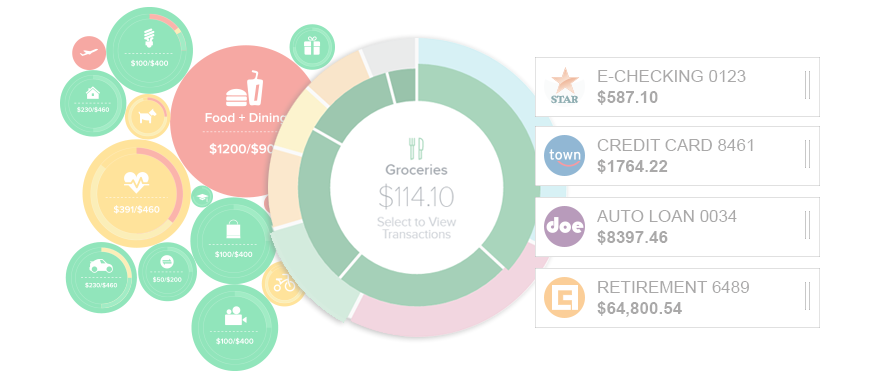 $100/$400
$230/$460
Food + Dining
$1200/$90
$391/$460
$100/$400
$230/$460
$50/$200
$100/$400
Groceries
$114.10
Select to View
Transactions
STAR
E-CHECKING 0123
$587.10
town
CREDIT CARD 8461
$1764.22
doe
AUTO LOAN 0034
$8397.46
RETIREMENT 6489
$64,800.54